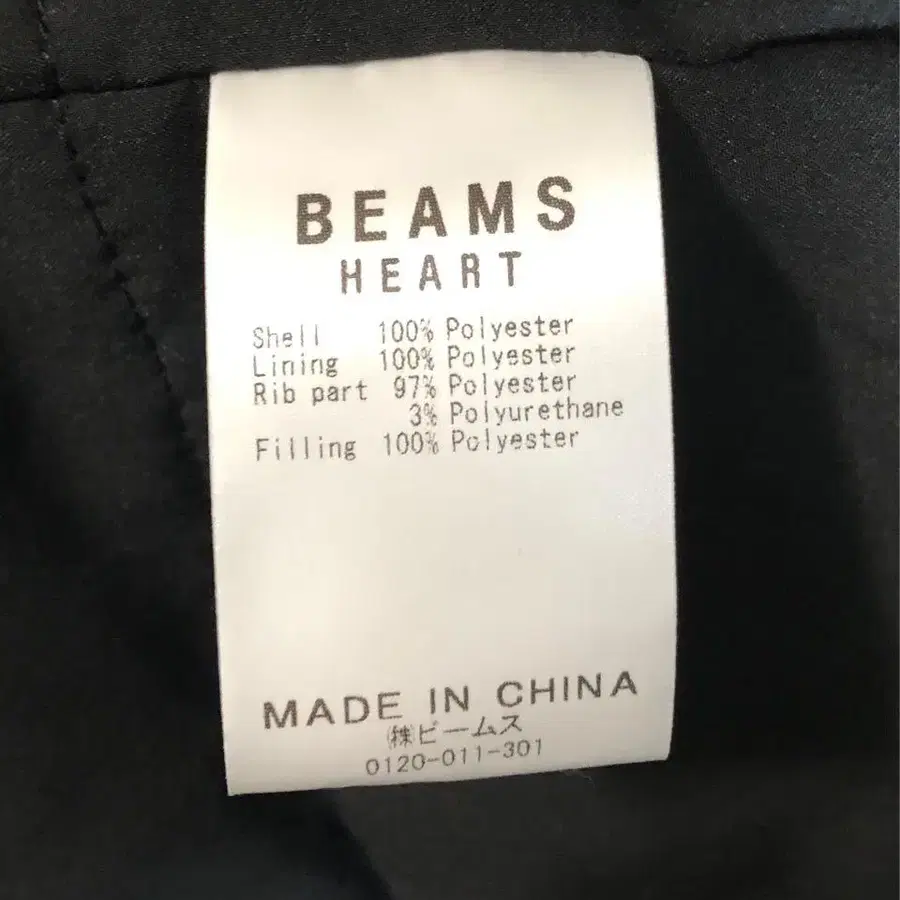 BEAMS
HEART
Shell 100% Polyester
Lining 100% Polyester
Rib part 97% Polyester
3% Polyurethane
Filling 100% Polyester
MADE IN CHINA
㈱ビームス
0120-011-301